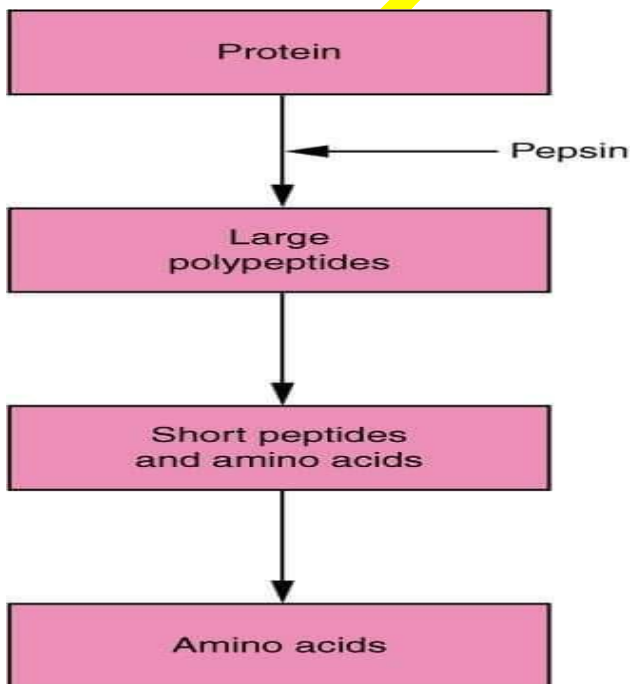 Protein
Pepsin
Large
polypeptides
Short peptides
and amino acids
Amino acids